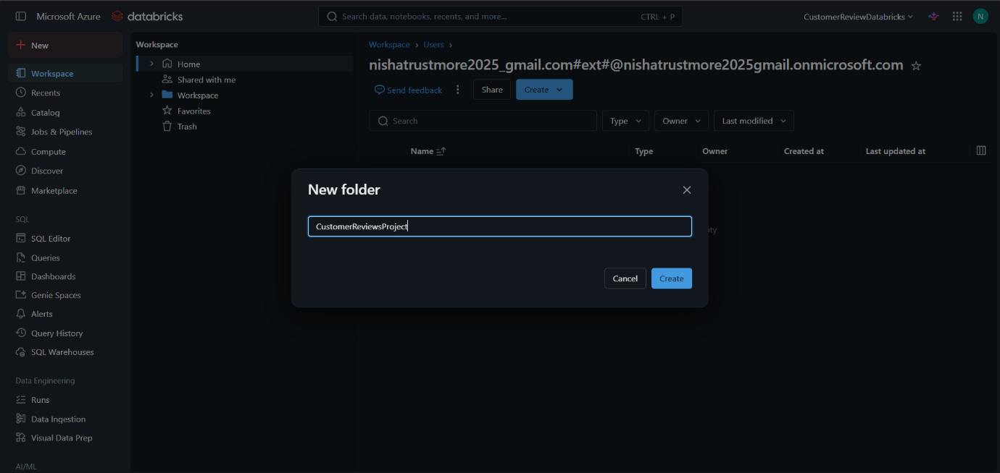 Microsoft Azure databricks
Search data, notebooks, recents, and more... CTRL + P
CustomerReviewDatabricks
N
New
Workspace
Recents
Catalog
Jobs & Pipelines
Compute
Discover
Marketplace
SQL
SQL Editor
Queries
Dashboards
Genie Spaces
Alerts
Query History
SQL Warehouses
Data Engineering
Runs
Data Ingestion
Visual Data Prep
AI/ML
Workspace
Home
Shared with me
Workspace
Favorites
Trash
Workspace > Users >
nishatrustmore2025_gmail.com#ext#@nishatrustmore2025gmail.onmicrosoft.com
Send feedback Share Create
Search Type Owner Last modified
Name Type Owner Created at Last updated at
New folder
CustomerReviewsProject
Cancel Create